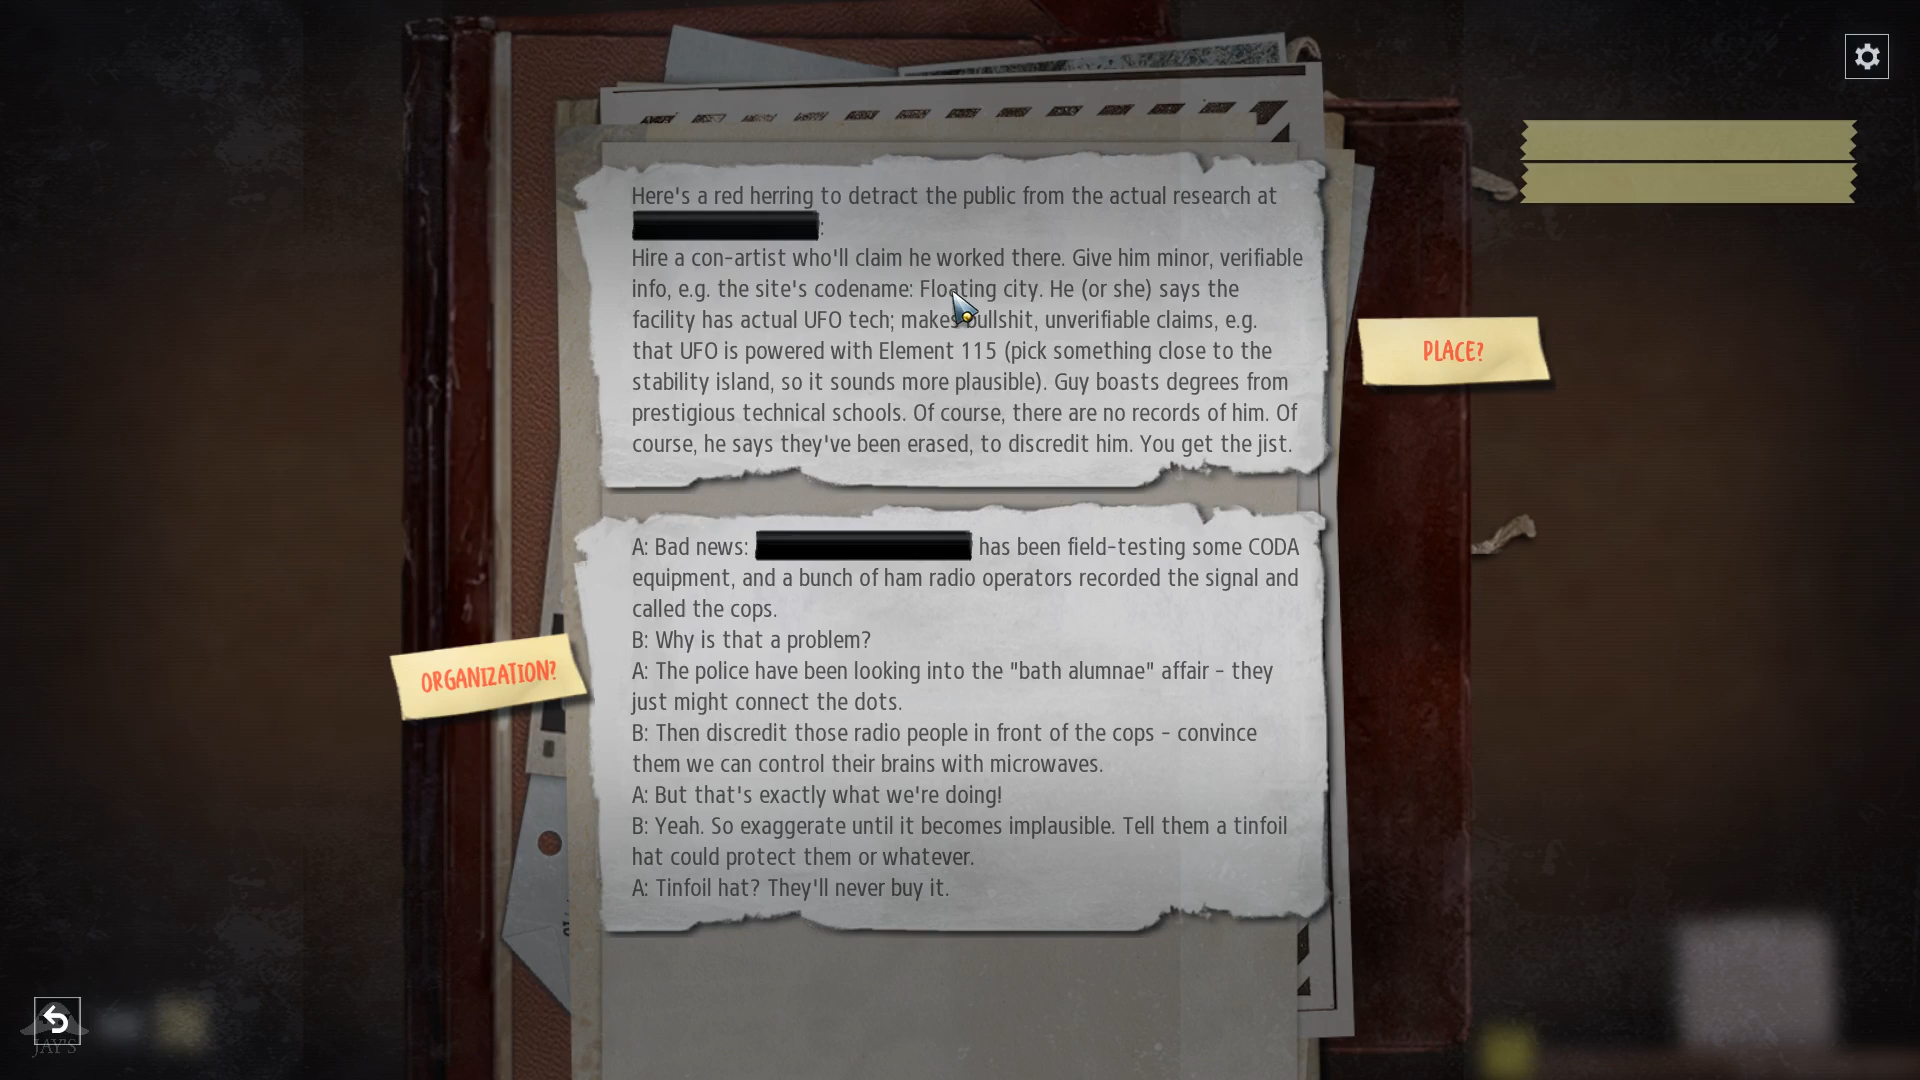 Here's a red herring to detract the public from the actual research at
:
Hire a con-artist who'll claim he worked there. Give him minor, verifiable
info, e.g. the site's codename: Floating city. He (or she) says the
facility has actual UFO tech; makes bullshit, unverifiable claims, e.g.
that UFO is powered with Element 115 (pick something close to the
stability island, so it sounds more plausible). Guy boasts degrees from
prestigious technical schools. Of course, there are no records of him. Of
course, he says they've been erased, to discredit him. You get the jist.
PLACE?
A: Bad news: has been field-testing some CODA
equipment, and a bunch of ham radio operators recorded the signal and
called the cops.
B: Why is that a problem?
A: The police have been looking into the "bath alumnae" affair - they
just might connect the dots.
B: Then discredit those radio people in front of the cops - convince
them we can control their brains with microwaves.
A: But that's exactly what we're doing!
B: Yeah. So exaggerate until it becomes implausible. Tell them a tinfoil
hat could protect them or whatever.
A: Tinfoil hat? They'll never buy it.
ORGANIZATION?
JAY'S